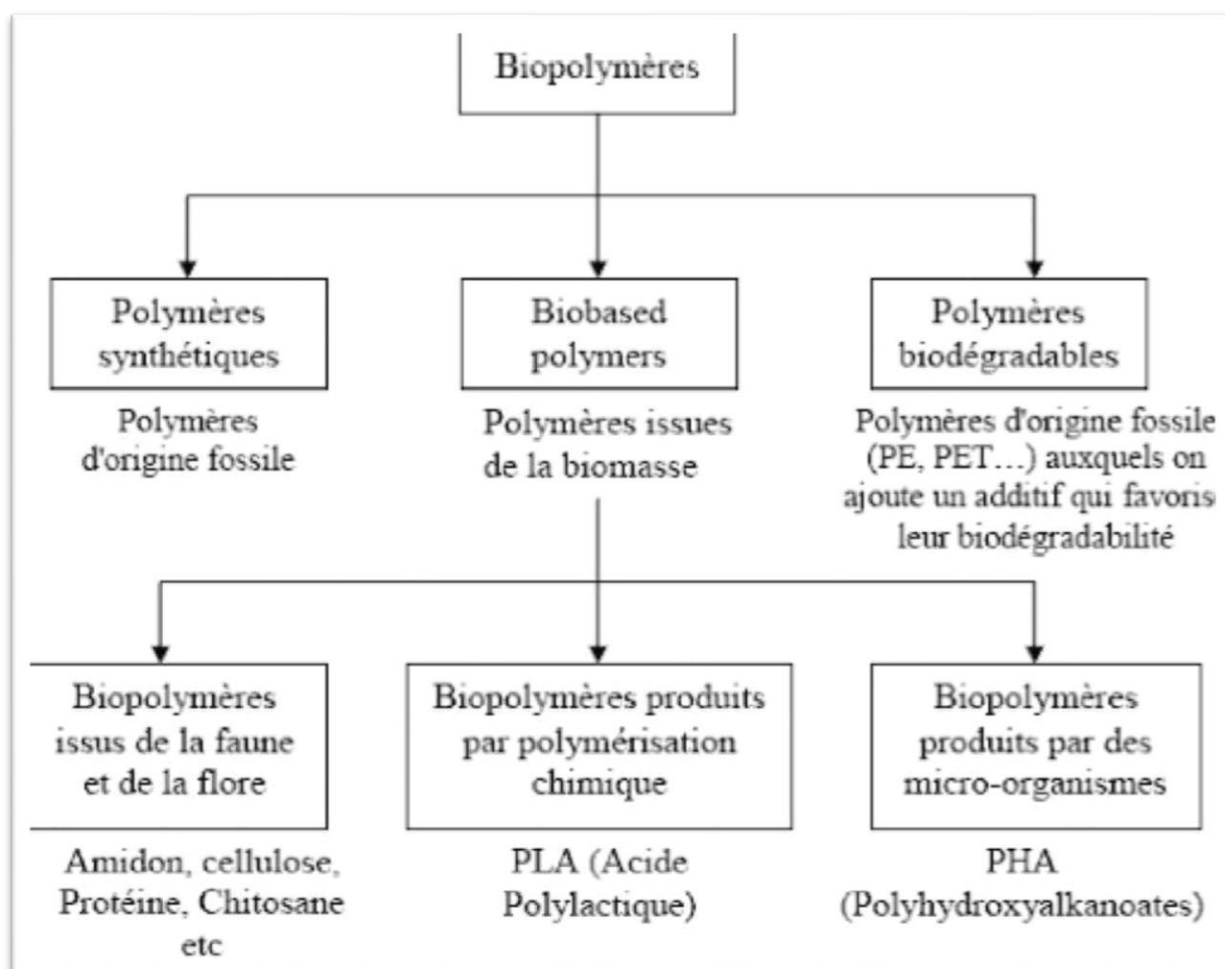 Biopolymères
Polymères
synthétiques
Polymères
d'origine fossile
Biobased
polymers
Polymères issues
de la biomasse
Polymères
biodégradables
Polymères d'origine fossile
(PE, PET...) auxquels on
ajoute un additif qui favoris
leur biodégradabilité
Biopolymères
issus de la faune
et de la flore
Amidon, cellulose,
Protéine, Chitosane
etc
Biopolymères produits
par polymérisation
chimique
PLA (Acide
Polylactique)
Biopolymères
produits par des
micro-organismes
PHA
(Polyhydroxyalkanoates)